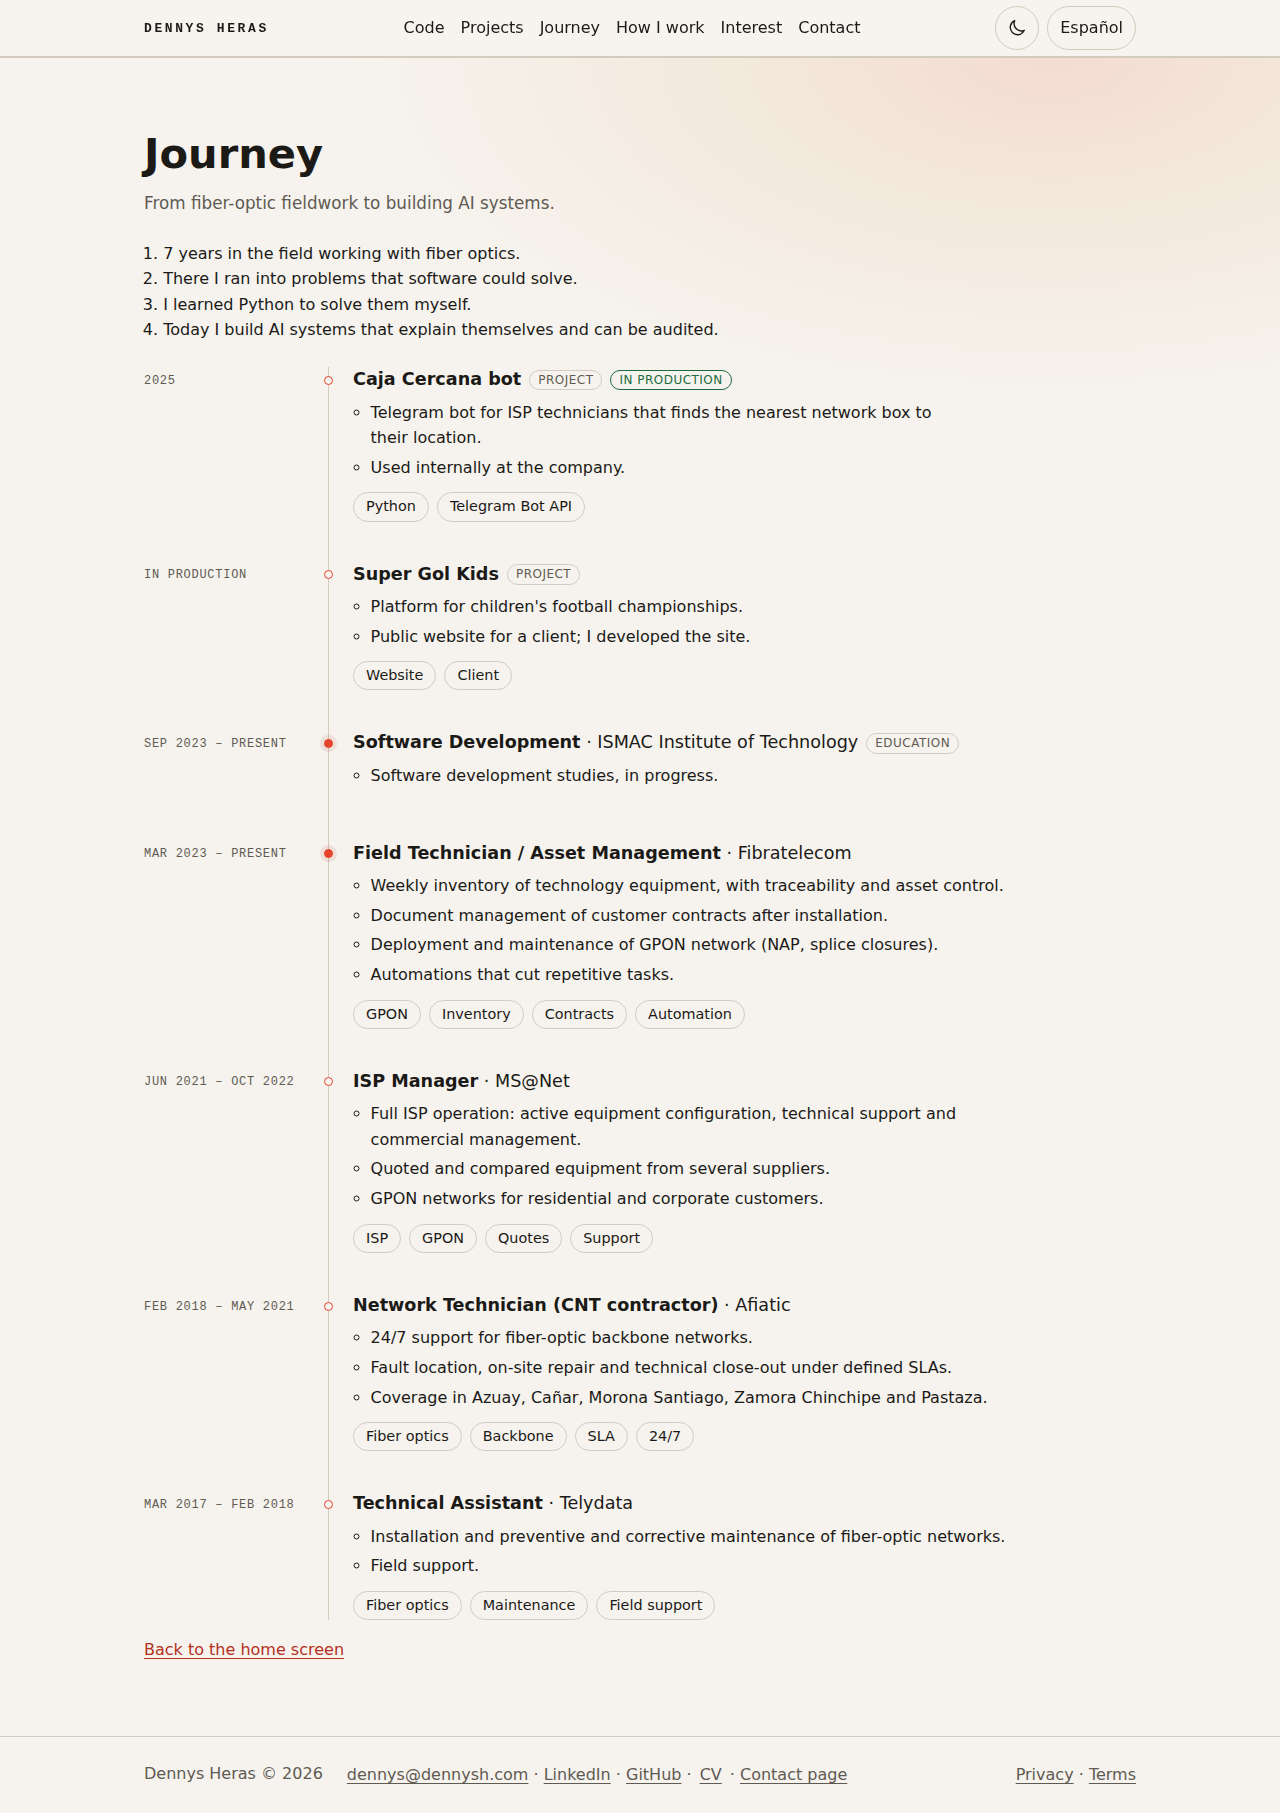 DENNYS HERAS
Code Projects Journey How I work Interest Contact
Español
Journey
From fiber-optic fieldwork to building AI systems.
1. 7 years in the field working with fiber optics.
2. There I ran into problems that software could solve.
3. I learned Python to solve them myself.
4. Today I build AI systems that explain themselves and can be audited.
2025
Caja Cercana bot PROJECT IN PRODUCTION
Telegram bot for ISP technicians that finds the nearest network box to
their location.
Used internally at the company.
Python Telegram Bot API
IN PRODUCTION
Super Gol Kids PROJECT
Platform for children's football championships.
Public website for a client; I developed the site.
Website Client
SEP 2023 – PRESENT
Software Development · ISMAC Institute of Technology EDUCATION
Software development studies, in progress.
MAR 2023 – PRESENT
Field Technician / Asset Management · Fibratelecom
Weekly inventory of technology equipment, with traceability and asset control.
Document management of customer contracts after installation.
Deployment and maintenance of GPON network (NAP, splice closures).
Automations that cut repetitive tasks.
GPON Inventory Contracts Automation
JUN 2021 – OCT 2022
ISP Manager · MS@Net
Full ISP operation: active equipment configuration, technical support and
commercial management.
Quoted and compared equipment from several suppliers.
GPON networks for residential and corporate customers.
ISP GPON Quotes Support
FEB 2018 – MAY 2021
Network Technician (CNT contractor) · Afiatic
24/7 support for fiber-optic backbone networks.
Fault location, on-site repair and technical close-out under defined SLAs.
Coverage in Azuay, Cañar, Morona Santiago, Zamora Chinchipe and Pastaza.
Fiber optics Backbone SLA 24/7
MAR 2017 – FEB 2018
Technical Assistant · Telydata
Installation and preventive and corrective maintenance of fiber-optic networks.
Field support.
Fiber optics Maintenance Field support
Back to the home screen
Dennys Heras © 2026 dennys@dennysh.com · LinkedIn · GitHub · CV · Contact page Privacy · Terms